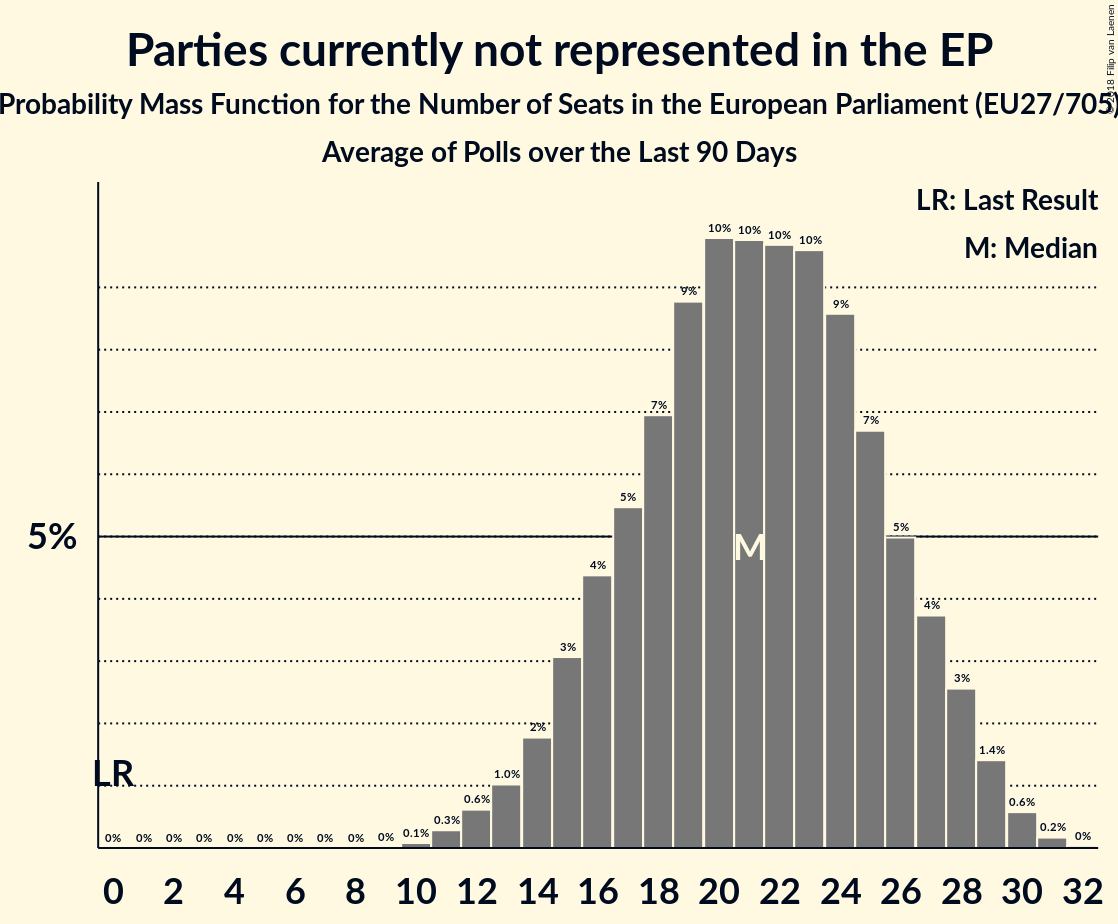 Parties currently not represented in the EP
Probability Mass Function for the Number of Seats in the European Parliament (EU27/705)
Average of Polls over the Last 90 Days
© 2018 Filip van Laenen
LR: Last Result
M: Median
10% 10% 10% 10%
9% 9%
7% 7%
5% 5%
5%
M
4% 4%
3% 3%
2% 1.4%
LR
1.0%
0.6% 0.6%
0% 0% 0% 0% 0% 0% 0% 0% 0% 0% 0.1% 0.3% 0.2% 0%
0 2 4 6 8 10 12 14 16 18 20 22 24 26 28 30 32